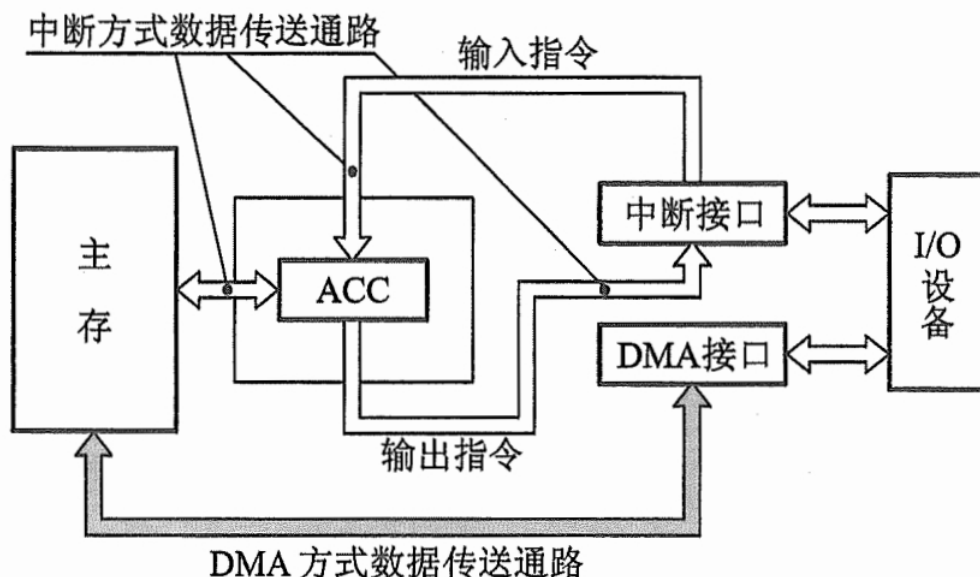 中断方式数据传送通路
输入指令
主存
ACC
中断接口
I/O设备
DMA接口
输出指令
DMA 方式数据传送通路